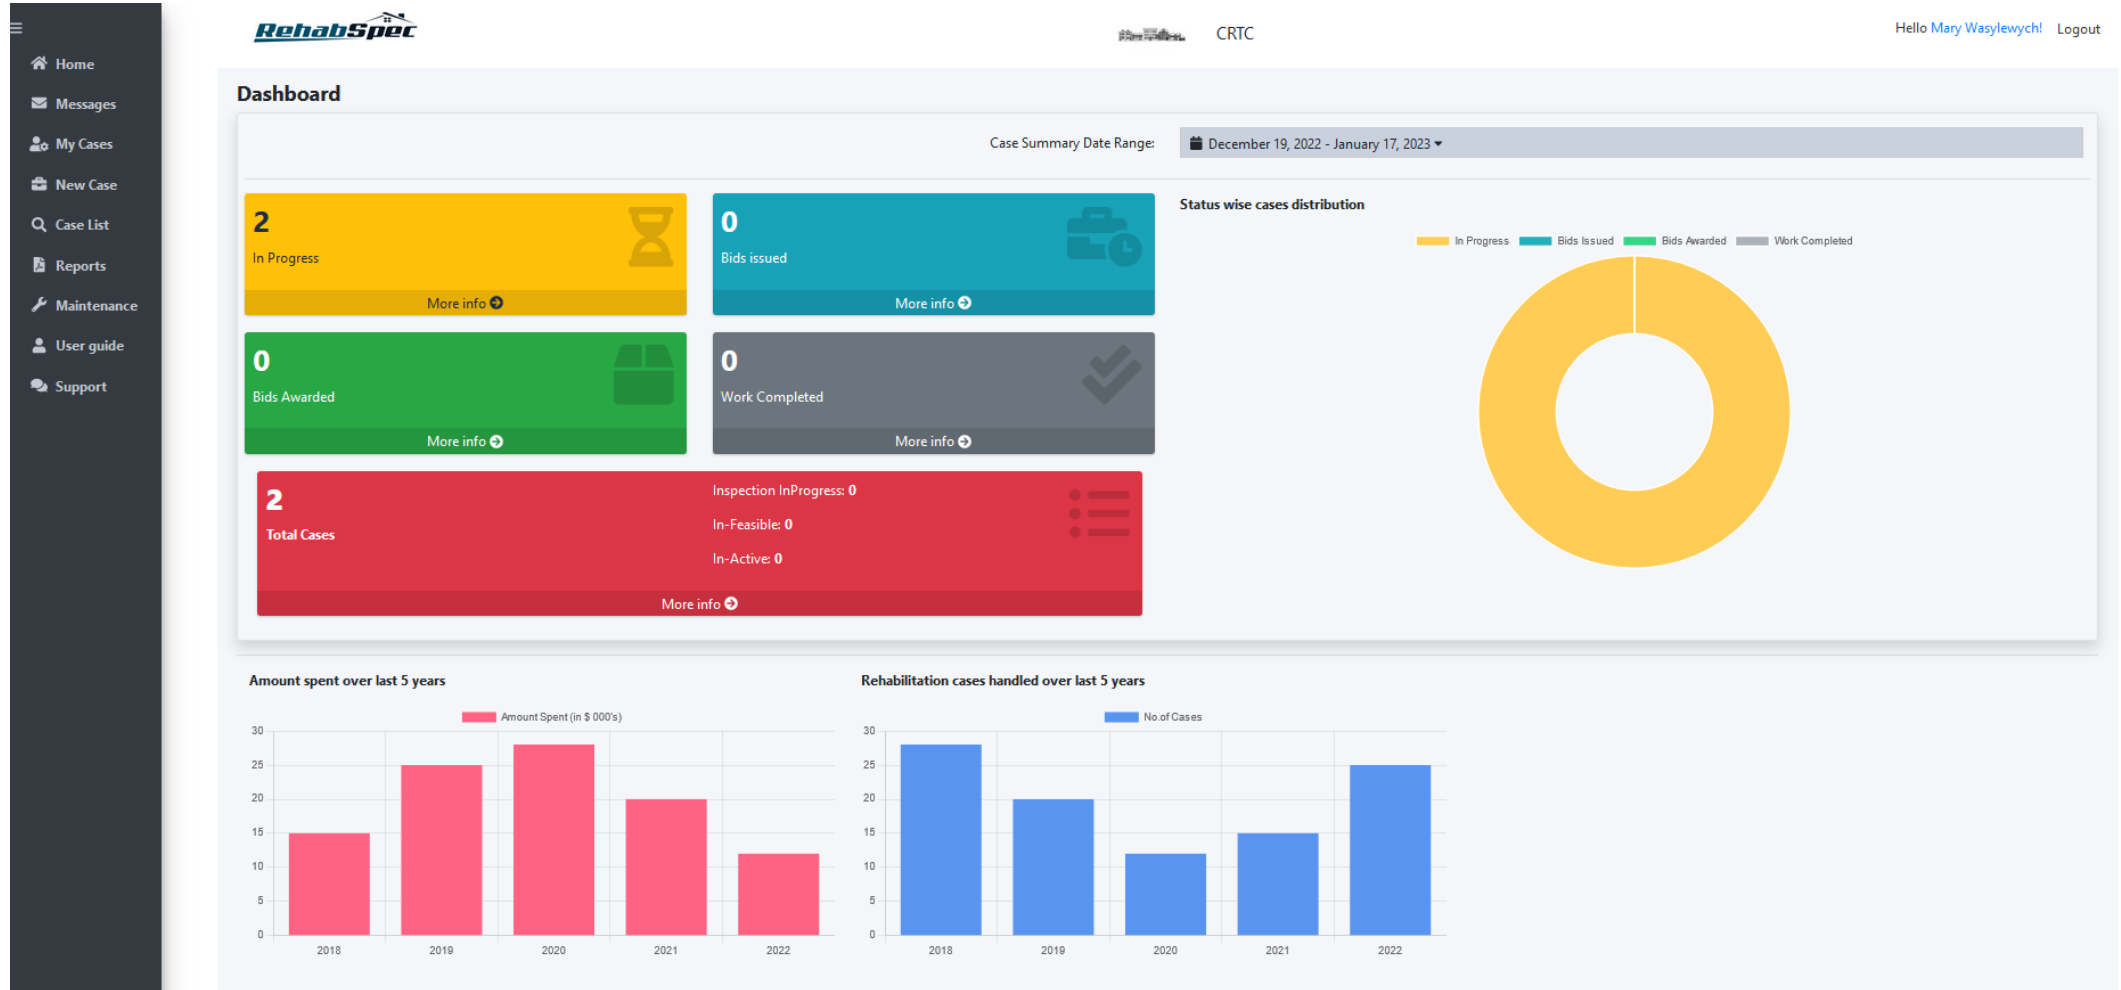 RehabSpec
CRTC
Hello Mary Wasylewych! Logout
Home
Messages
My Cases
New Case
Case List
Reports
Maintenance
User guide
Support
Dashboard
Case Summary Date Range:
December 19, 2022 - January 17, 2023
2
In Progress
More info
0
Bids issued
More info
0
Bids Awarded
More info
0
Work Completed
More info
2
Total Cases
Inspection InProgress: 0
In-Feasible: 0
In-Active: 0
More info
Status wise cases distribution
In Progress Bids Issued Bids Awarded Work Completed
Amount spent over last 5 years
Amount Spent (in $ 000's)
30
25
20
15
10
5
0
2018 2019 2020 2021 2022
Rehabilitation cases handled over last 5 years
No.of Cases
30
25
20
15
10
5
0
2018 2019 2020 2021 2022